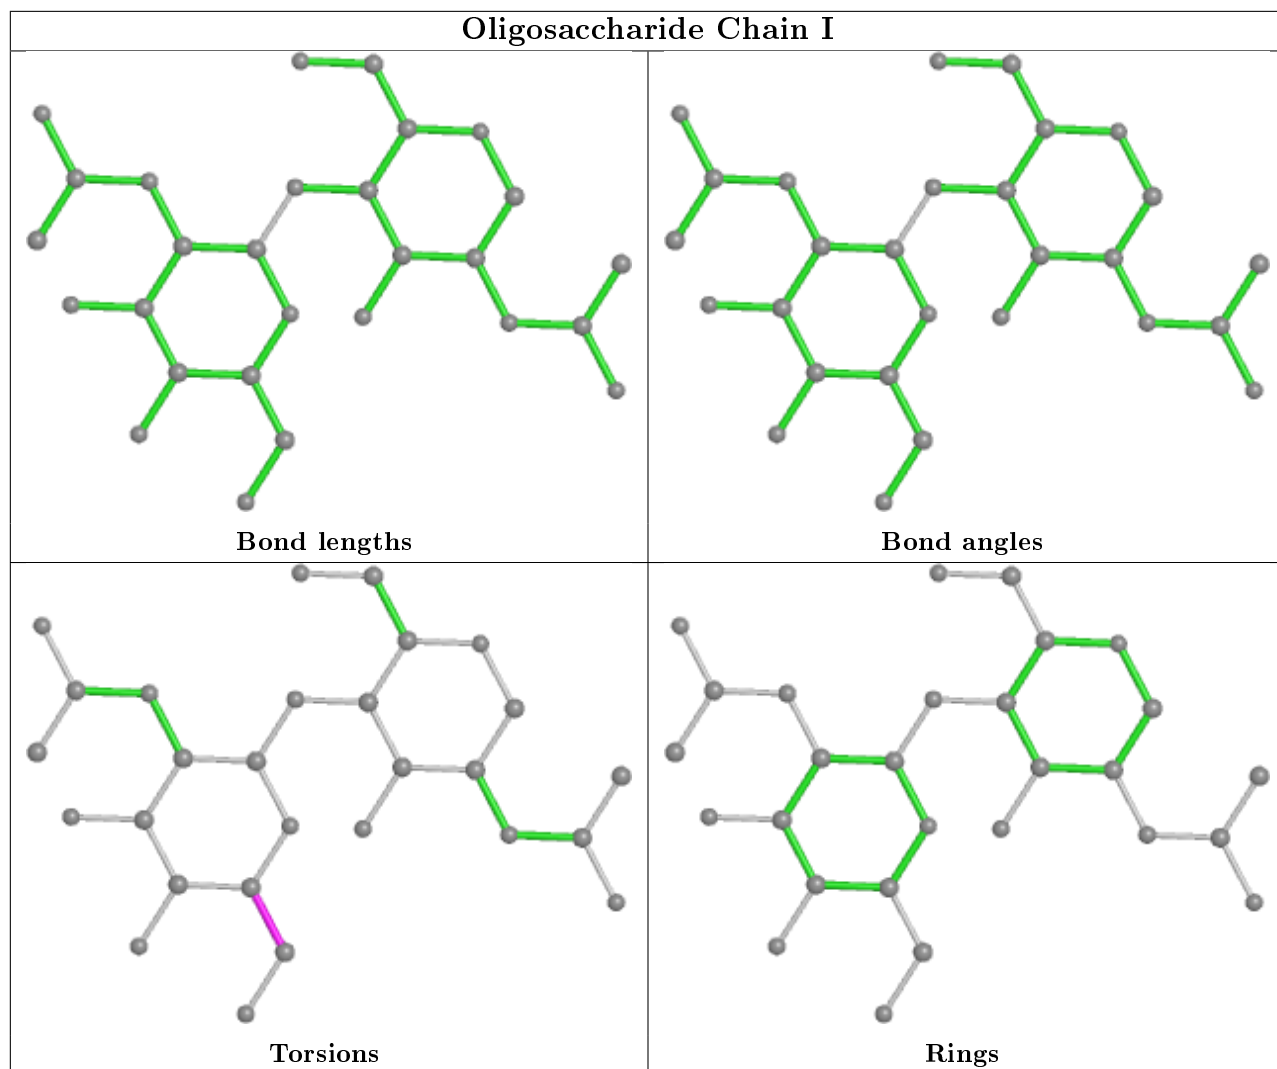 Oligosaccharide Chain I
Bond lengths
Bond angles
Torsions
Rings